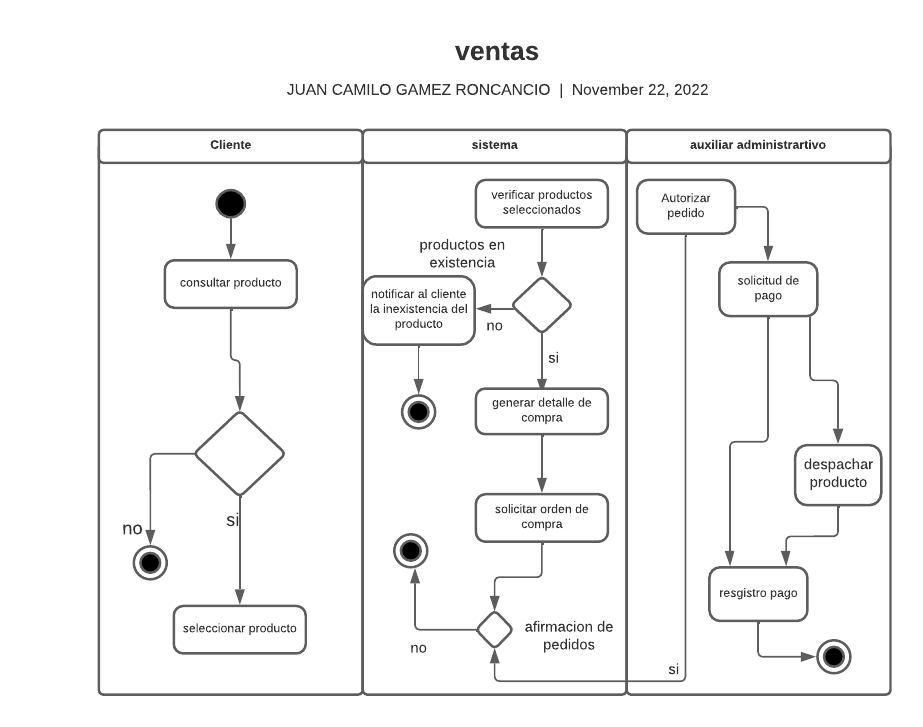 ventas
JUAN CAMILO GAMEZ RONCANCIO | November 22, 2022
Cliente
sistema
auxiliar administrartivo
consultar producto
no
si
seleccionar producto
verificar productos
seleccionados
productos en
existencia
notificar al cliente
la inexistencia del
producto
no
si
generar detalle de
compra
solicitar orden de
compra
afirmacion de
pedidos
no
si
Autorizar
pedido
solicitud de
pago
despachar
producto
resgistro pago